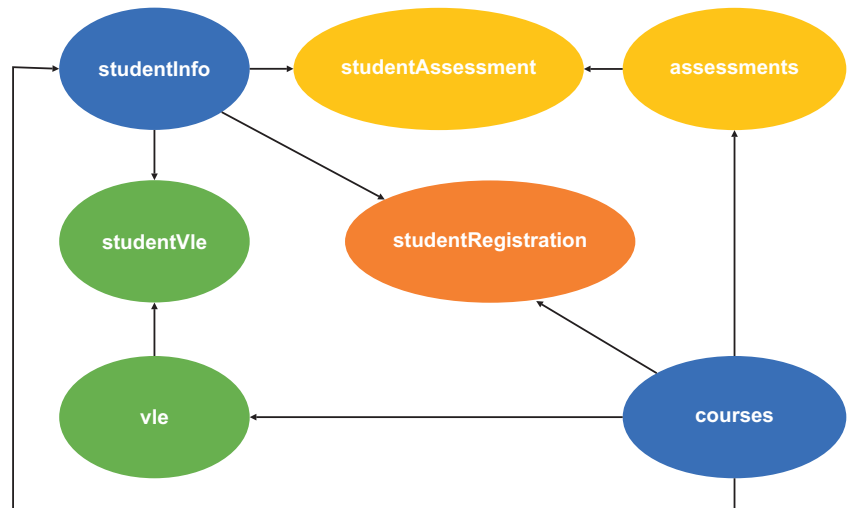 studentInfo
studentAssessment
assessments
studentVle
studentRegistration
vle
courses